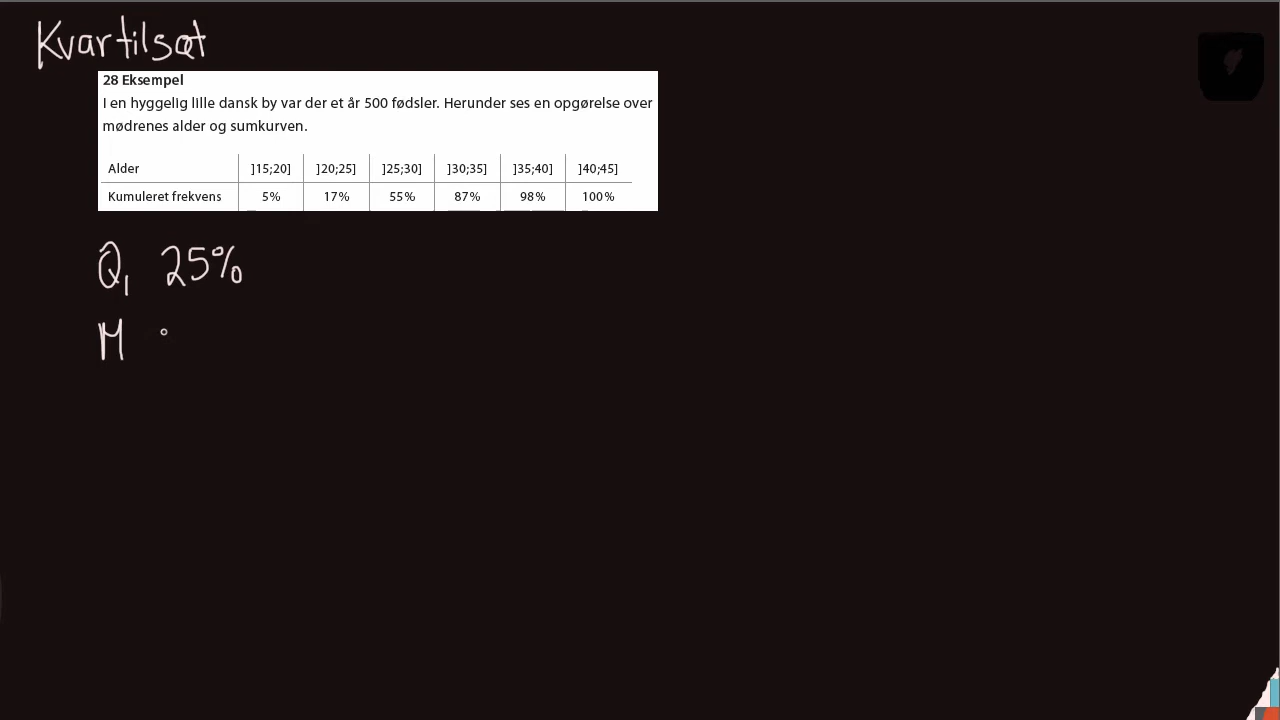 Kvartilsæt
28 Eksempel
I en hyggelig lille dansk by var der et år 500 fødsler. Herunder ses en opgørelse over
mødrenes alder og sumkurven.
Alder ]15;20] ]20;25] ]25;30] ]30;35] ]35;40] ]40;45]
Kumuleret frekvens 5% 17% 55% 87% 98% 100%
Q₁ 25%
M